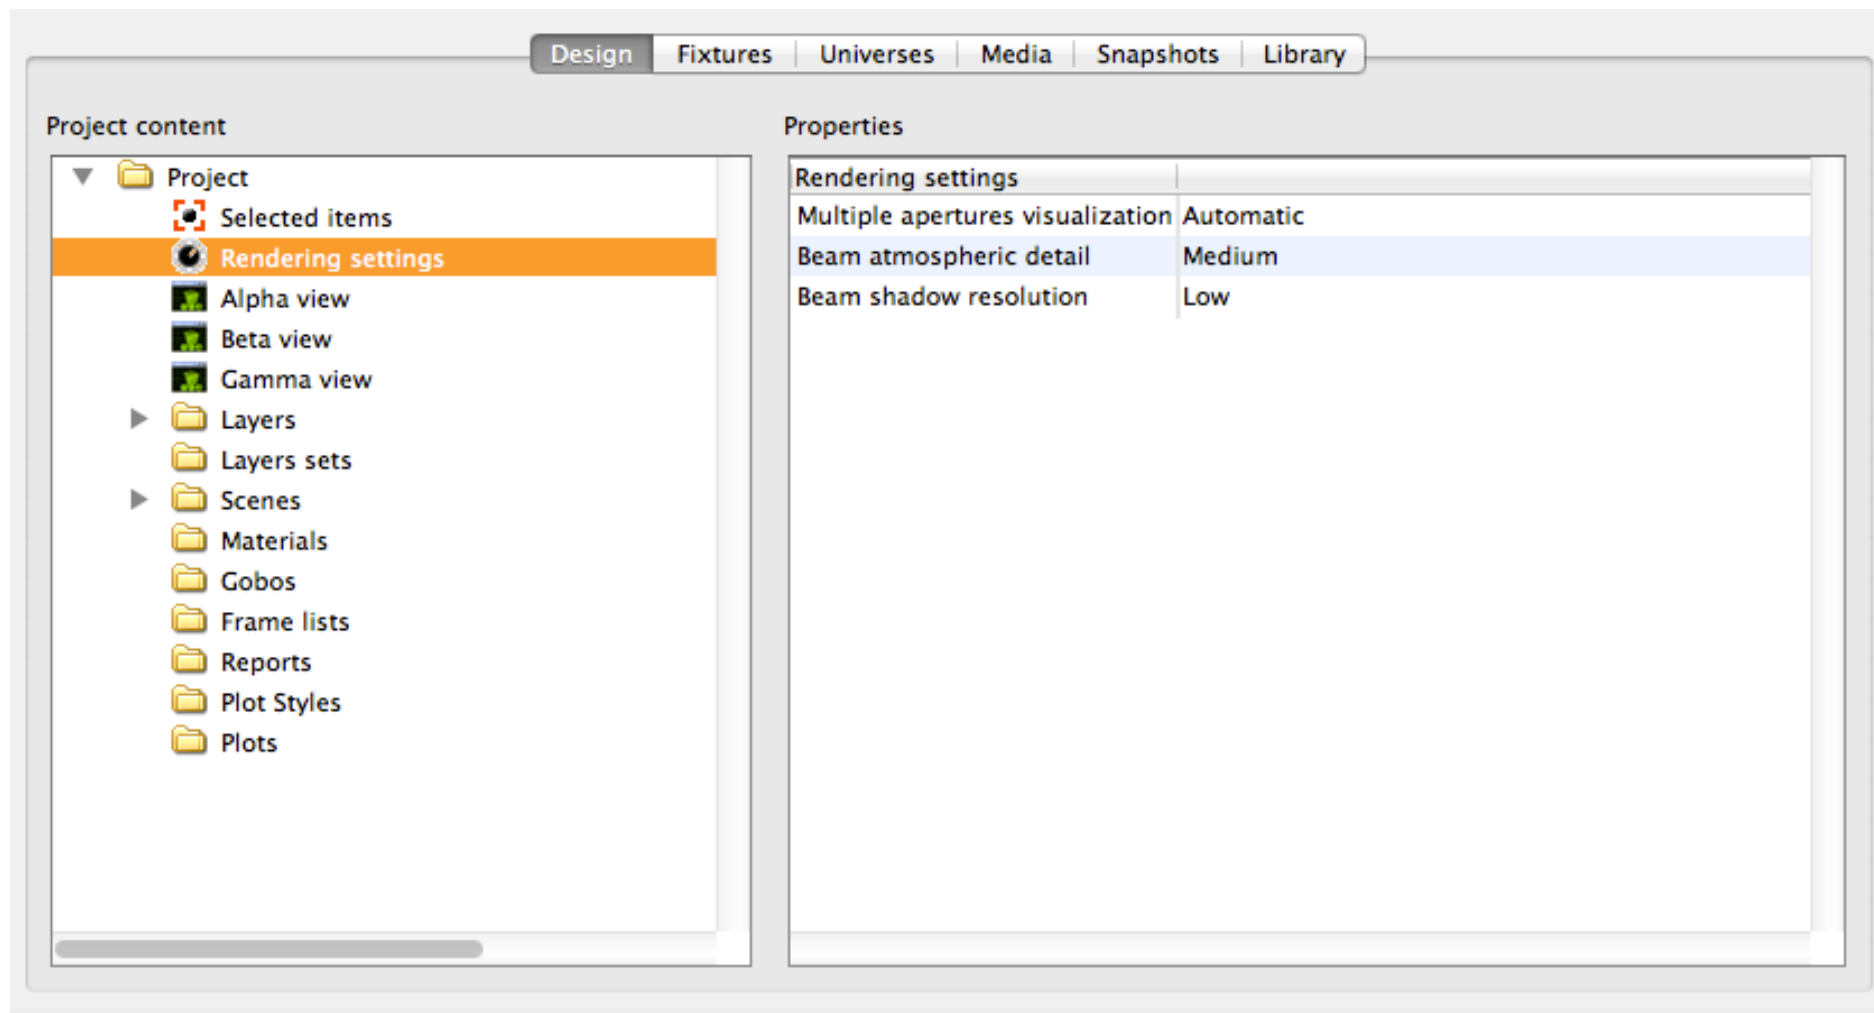 Design Fixtures Universes Media Snapshots Library
Project content
Project
Selected items
Rendering settings
Alpha view
Beta view
Gamma view
Layers
Layers sets
Scenes
Materials
Gobos
Frame lists
Reports
Plot Styles
Plots
Properties
Rendering settings
Multiple apertures visualization Automatic
Beam atmospheric detail Medium
Beam shadow resolution Low